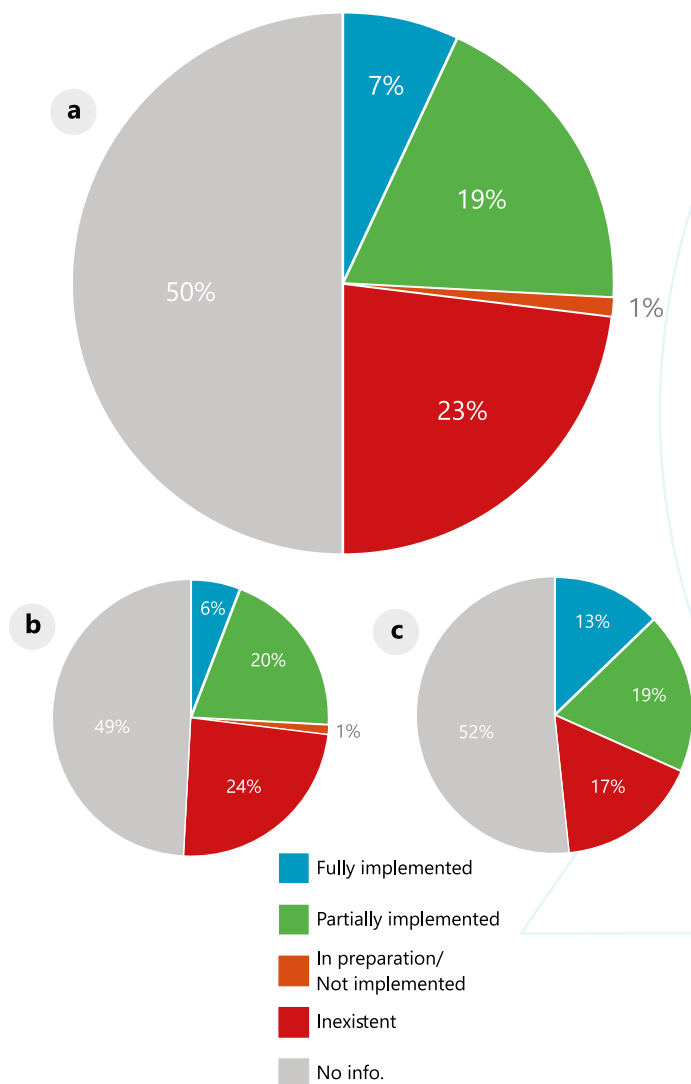 a
7%
19%
50%
1%
23%
b
6%
20%
49%
1%
24%
c
13%
19%
52%
17%
Fully implemented
Partially implemented
In preparation/
Not implemented
Inexistent
No info.